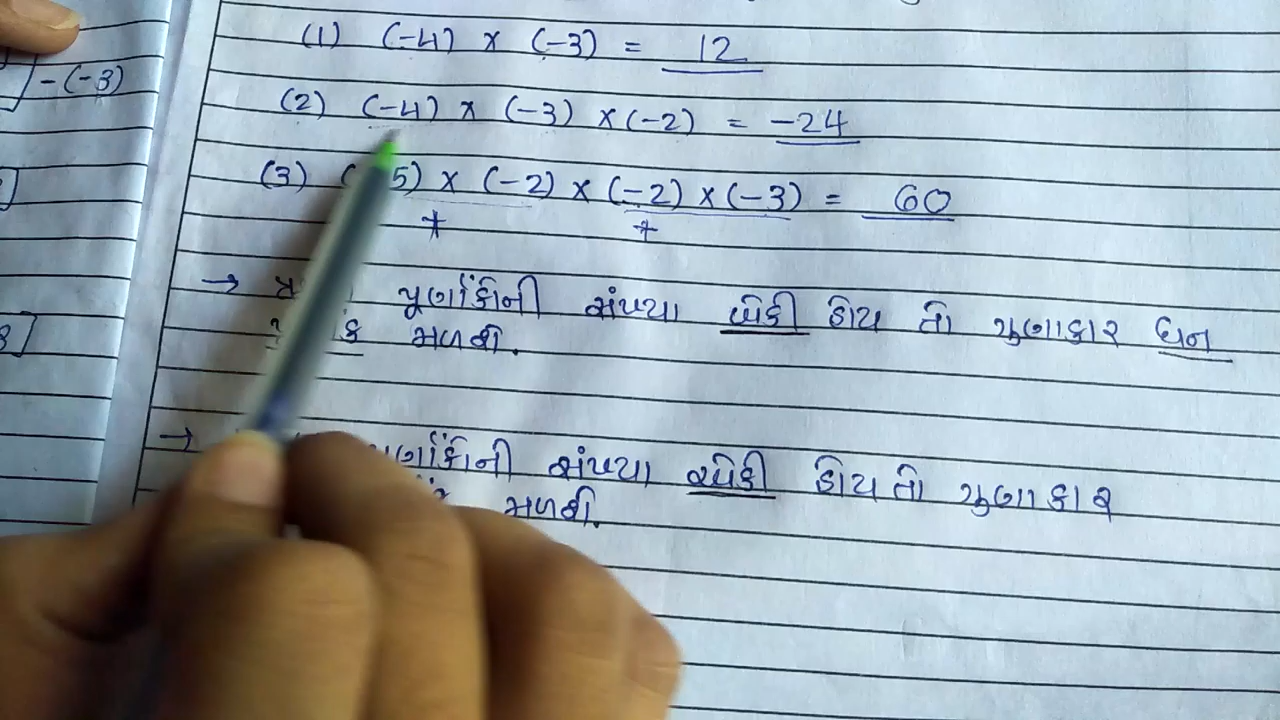 (1) (-4) × (-3) = 12
-(-3)
(2) (-4) × (-3) × (-2) = -24
(3) (-5) × (-2) × (-2) × (-3) = 60
+ +
→ પૂર્ણાંકોની સંખ્યા બેકી હોય તો ગુણાકાર ધન
મળશે.
→ પૂર્ણાંકોની સંખ્યા એકી હોય તો ગુણાકાર
મળશે.